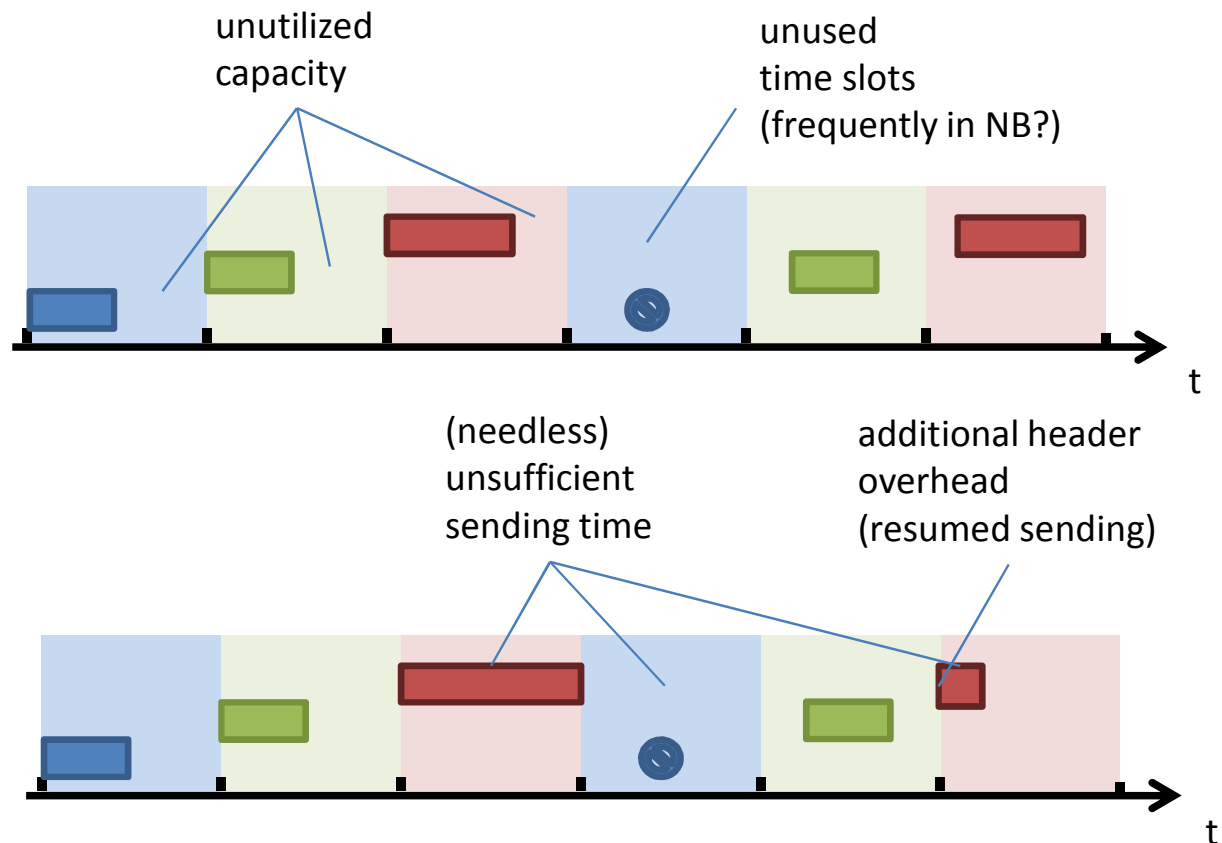 unutilized
capacity
unused
time slots
(frequently in NB?)
t
(needless)
unsufficient
sending time
additional header
overhead
(resumed sending)
t